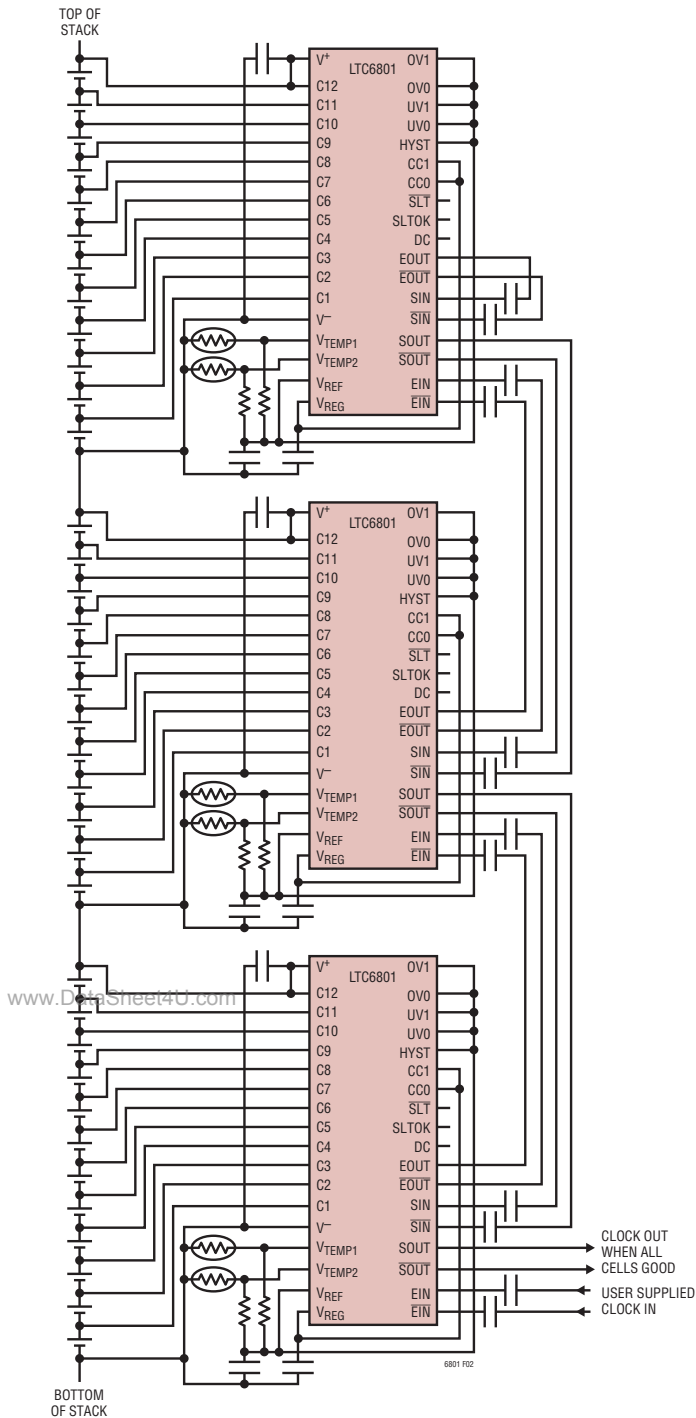 TOP OF
STACK
LTC6801
V+
C12
C11
C10
C9
C8
C7
C6
C5
C4
C3
C2
C1
V–
VTEMP1
VTEMP2
VREF
VREG
OV1
OV0
UV1
UV0
HYST
CC1
CC0
SLT
SLTOK
DC
EOUT
EOUT
SIN
SIN
SOUT
SOUT
EIN
EIN
LTC6801
V+
C12
C11
C10
C9
C8
C7
C6
C5
C4
C3
C2
C1
V–
VTEMP1
VTEMP2
VREF
VREG
OV1
OV0
UV1
UV0
HYST
CC1
CC0
SLT
SLTOK
DC
EOUT
EOUT
SIN
SIN
SOUT
SOUT
EIN
EIN
www.DataSheet4U.com
LTC6801
V+
C12
C11
C10
C9
C8
C7
C6
C5
C4
C3
C2
C1
V–
VTEMP1
VTEMP2
VREF
VREG
OV1
OV0
UV1
UV0
HYST
CC1
CC0
SLT
SLTOK
DC
EOUT
EOUT
SIN
SIN
SOUT
SOUT
EIN
EIN
CLOCK OUT
WHEN ALL
CELLS GOOD
USER SUPPLIED
CLOCK IN
6801 F02
BOTTOM
OF STACK